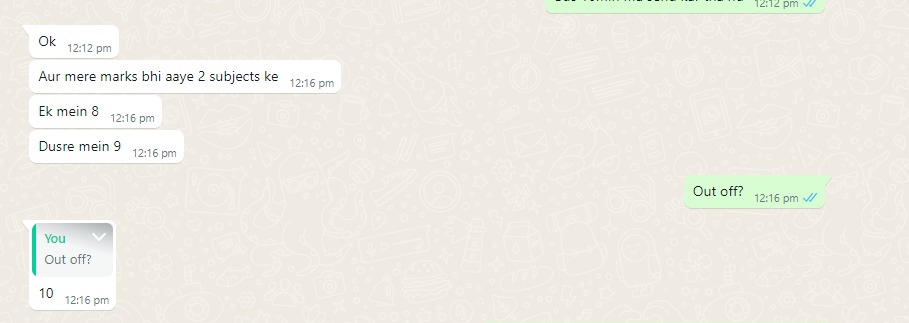 12:12 pm
Ok 12:12 pm
Aur mere marks bhi aaye 2 subjects ke 12:16 pm
Ek mein 8 12:16 pm
Dusre mein 9 12:16 pm
Out off? 12:16 pm
You
Out off?
10 12:16 pm